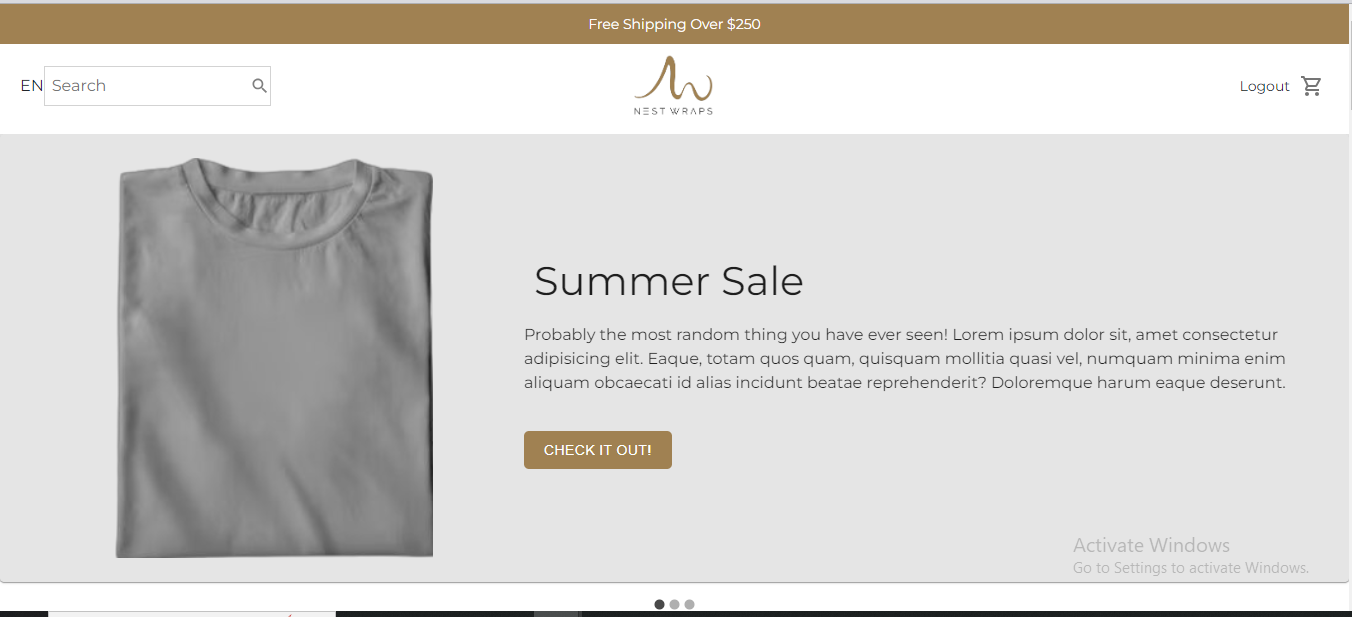 Free Shipping Over $250
EN
Search
NEST WRAPS
Logout
Summer Sale
Probably the most random thing you have ever seen! Lorem ipsum dolor sit, amet consectetur
adipisicing elit. Eaque, totam quos quam, quisquam mollitia quasi vel, numquam minima enim
aliquam obcaecati id alias incidunt beatae reprehenderit? Doloremque harum eaque deserunt.
CHECK IT OUT!
Activate Windows
Go to Settings to activate Windows.